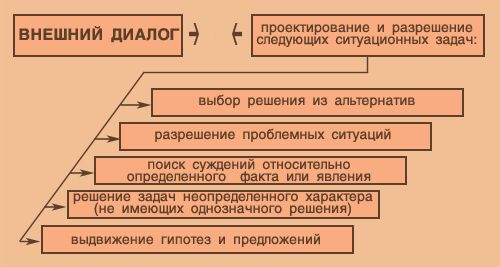 ВНЕШНИЙ ДИАЛОГ
проектирование и разрешение
следующих ситуационных задач:
выбор решения из альтернатив
разрешение проблемных ситуаций
поиск суждений относительно
определенного факта или явления
решение задач неопределенного характера
(не имеющих однозначного решения)
выдвижение гипотез и предложений